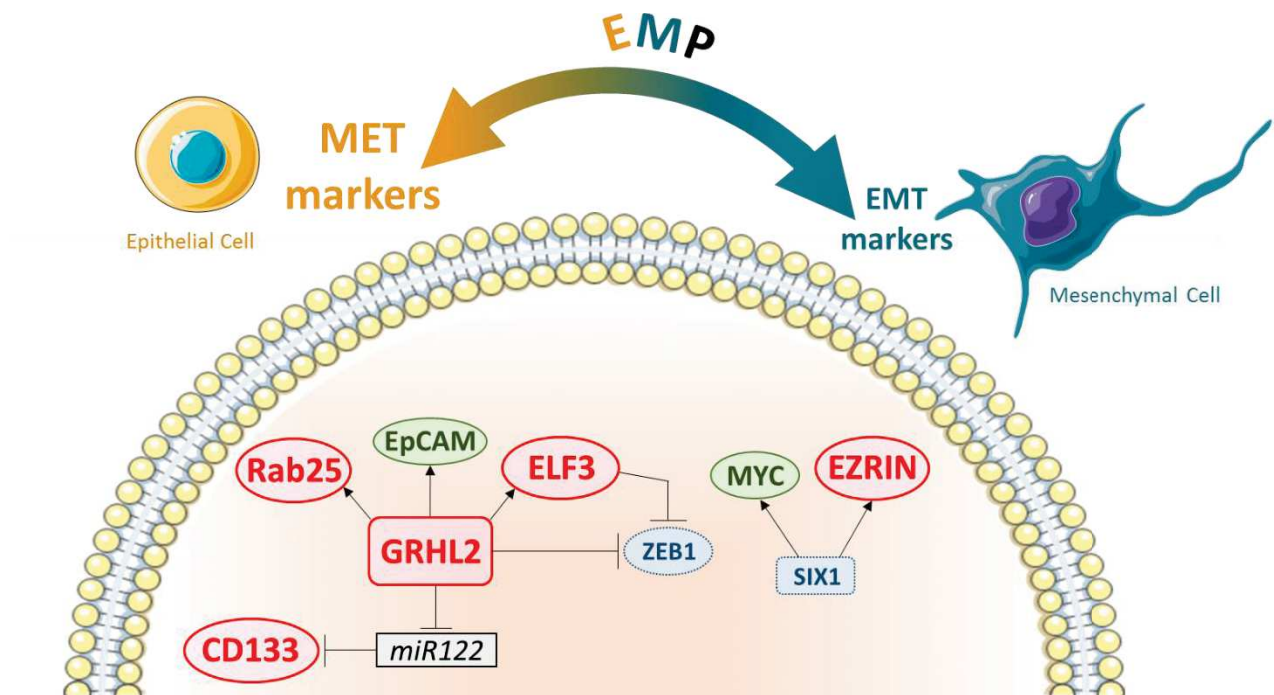 EMP
MET
markers
Epithelial Cell
EMT
markers
Mesenchymal Cell
EpCAM
Rab25
ELF3
MYC
EZRIN
GRHL2
ZEB1
SIX1
CD133
miR122